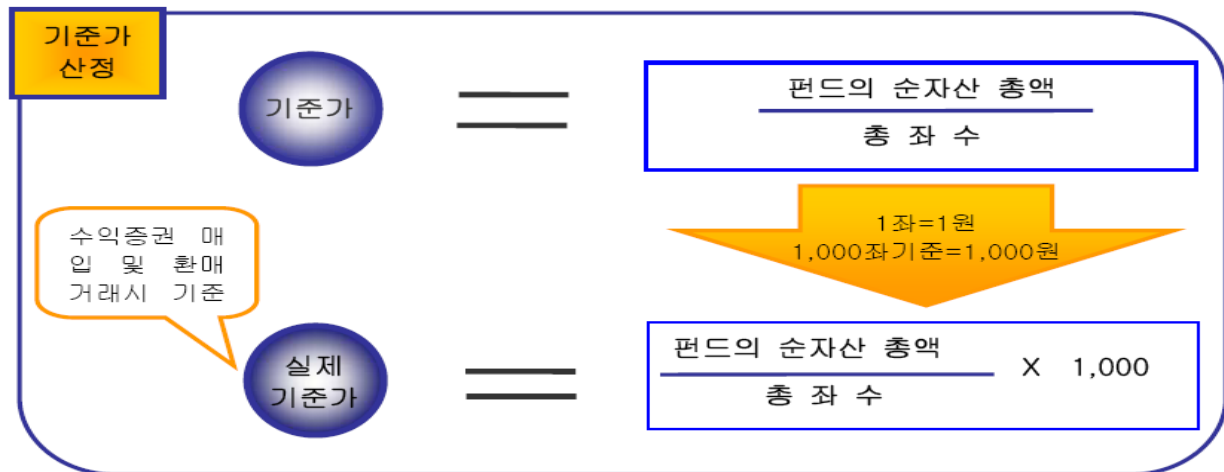 기준가
산정
기준가
펀드의 순자산 총액
총 좌 수
1좌=1원
1,000좌기준=1,000원
수익증권 매
입 및 환매
거래시 기준
실제
기준가
펀드의 순자산 총액
총 좌 수
X 1,000